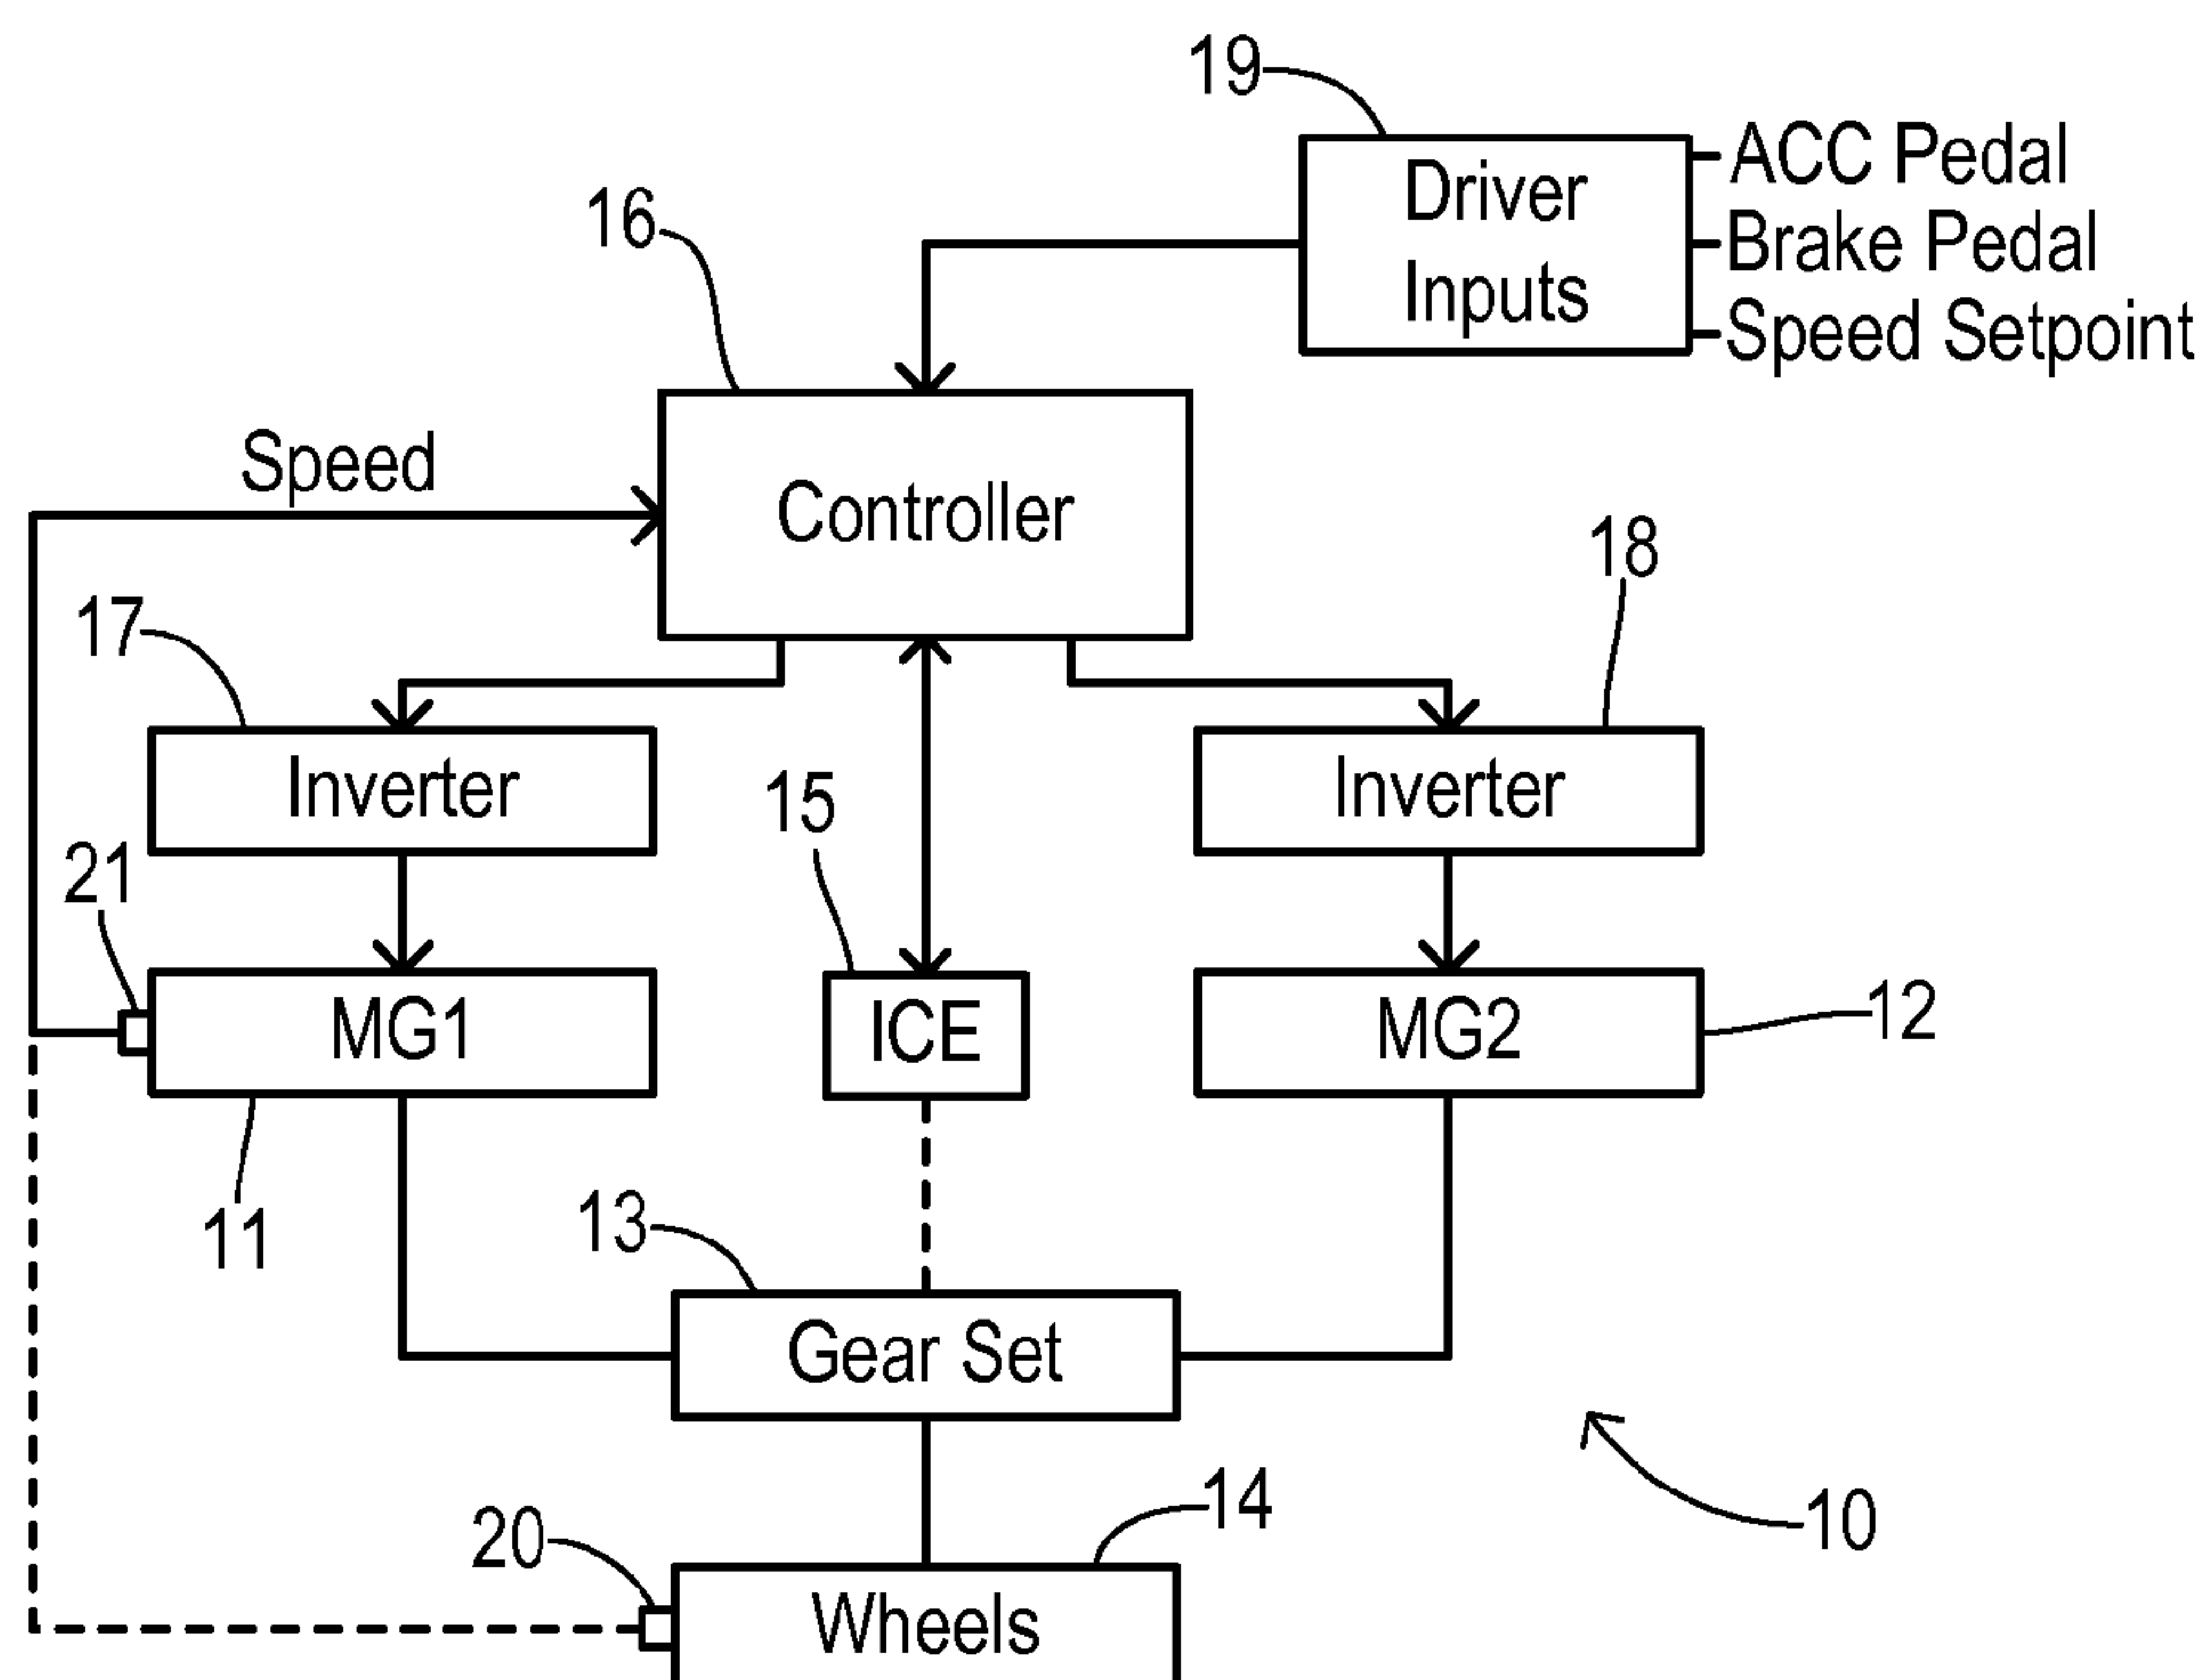 19
ACC Pedal
Driver
Inputs
Brake Pedal
Speed Setpoint
16
Speed
Controller
18
17
Inverter
15
Inverter
21
MG1
ICE
MG2
12
11
13
Gear Set
14
10
20
Wheels